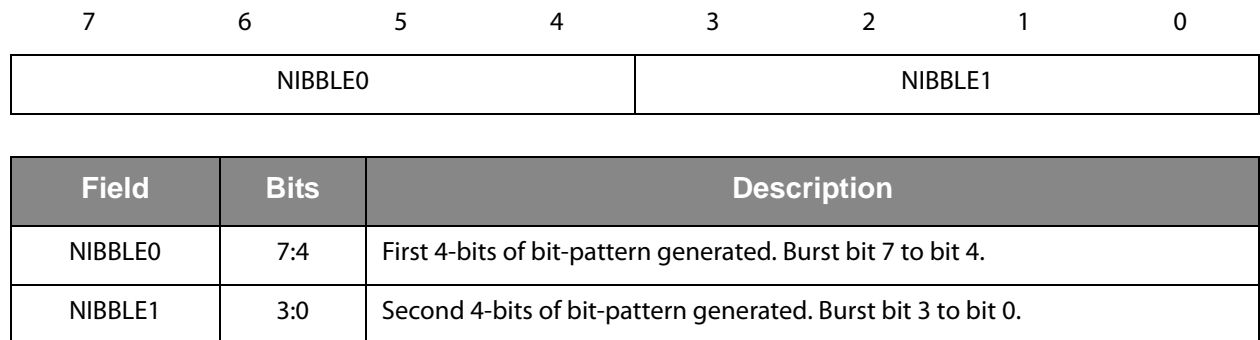 7 6 5 4 3 2 1 0
NIBBLE0 NIBBLE1
Field Bits Description
NIBBLE0 7:4 First 4-bits of bit-pattern generated. Burst bit 7 to bit 4.
NIBBLE1 3:0 Second 4-bits of bit-pattern generated. Burst bit 3 to bit 0.